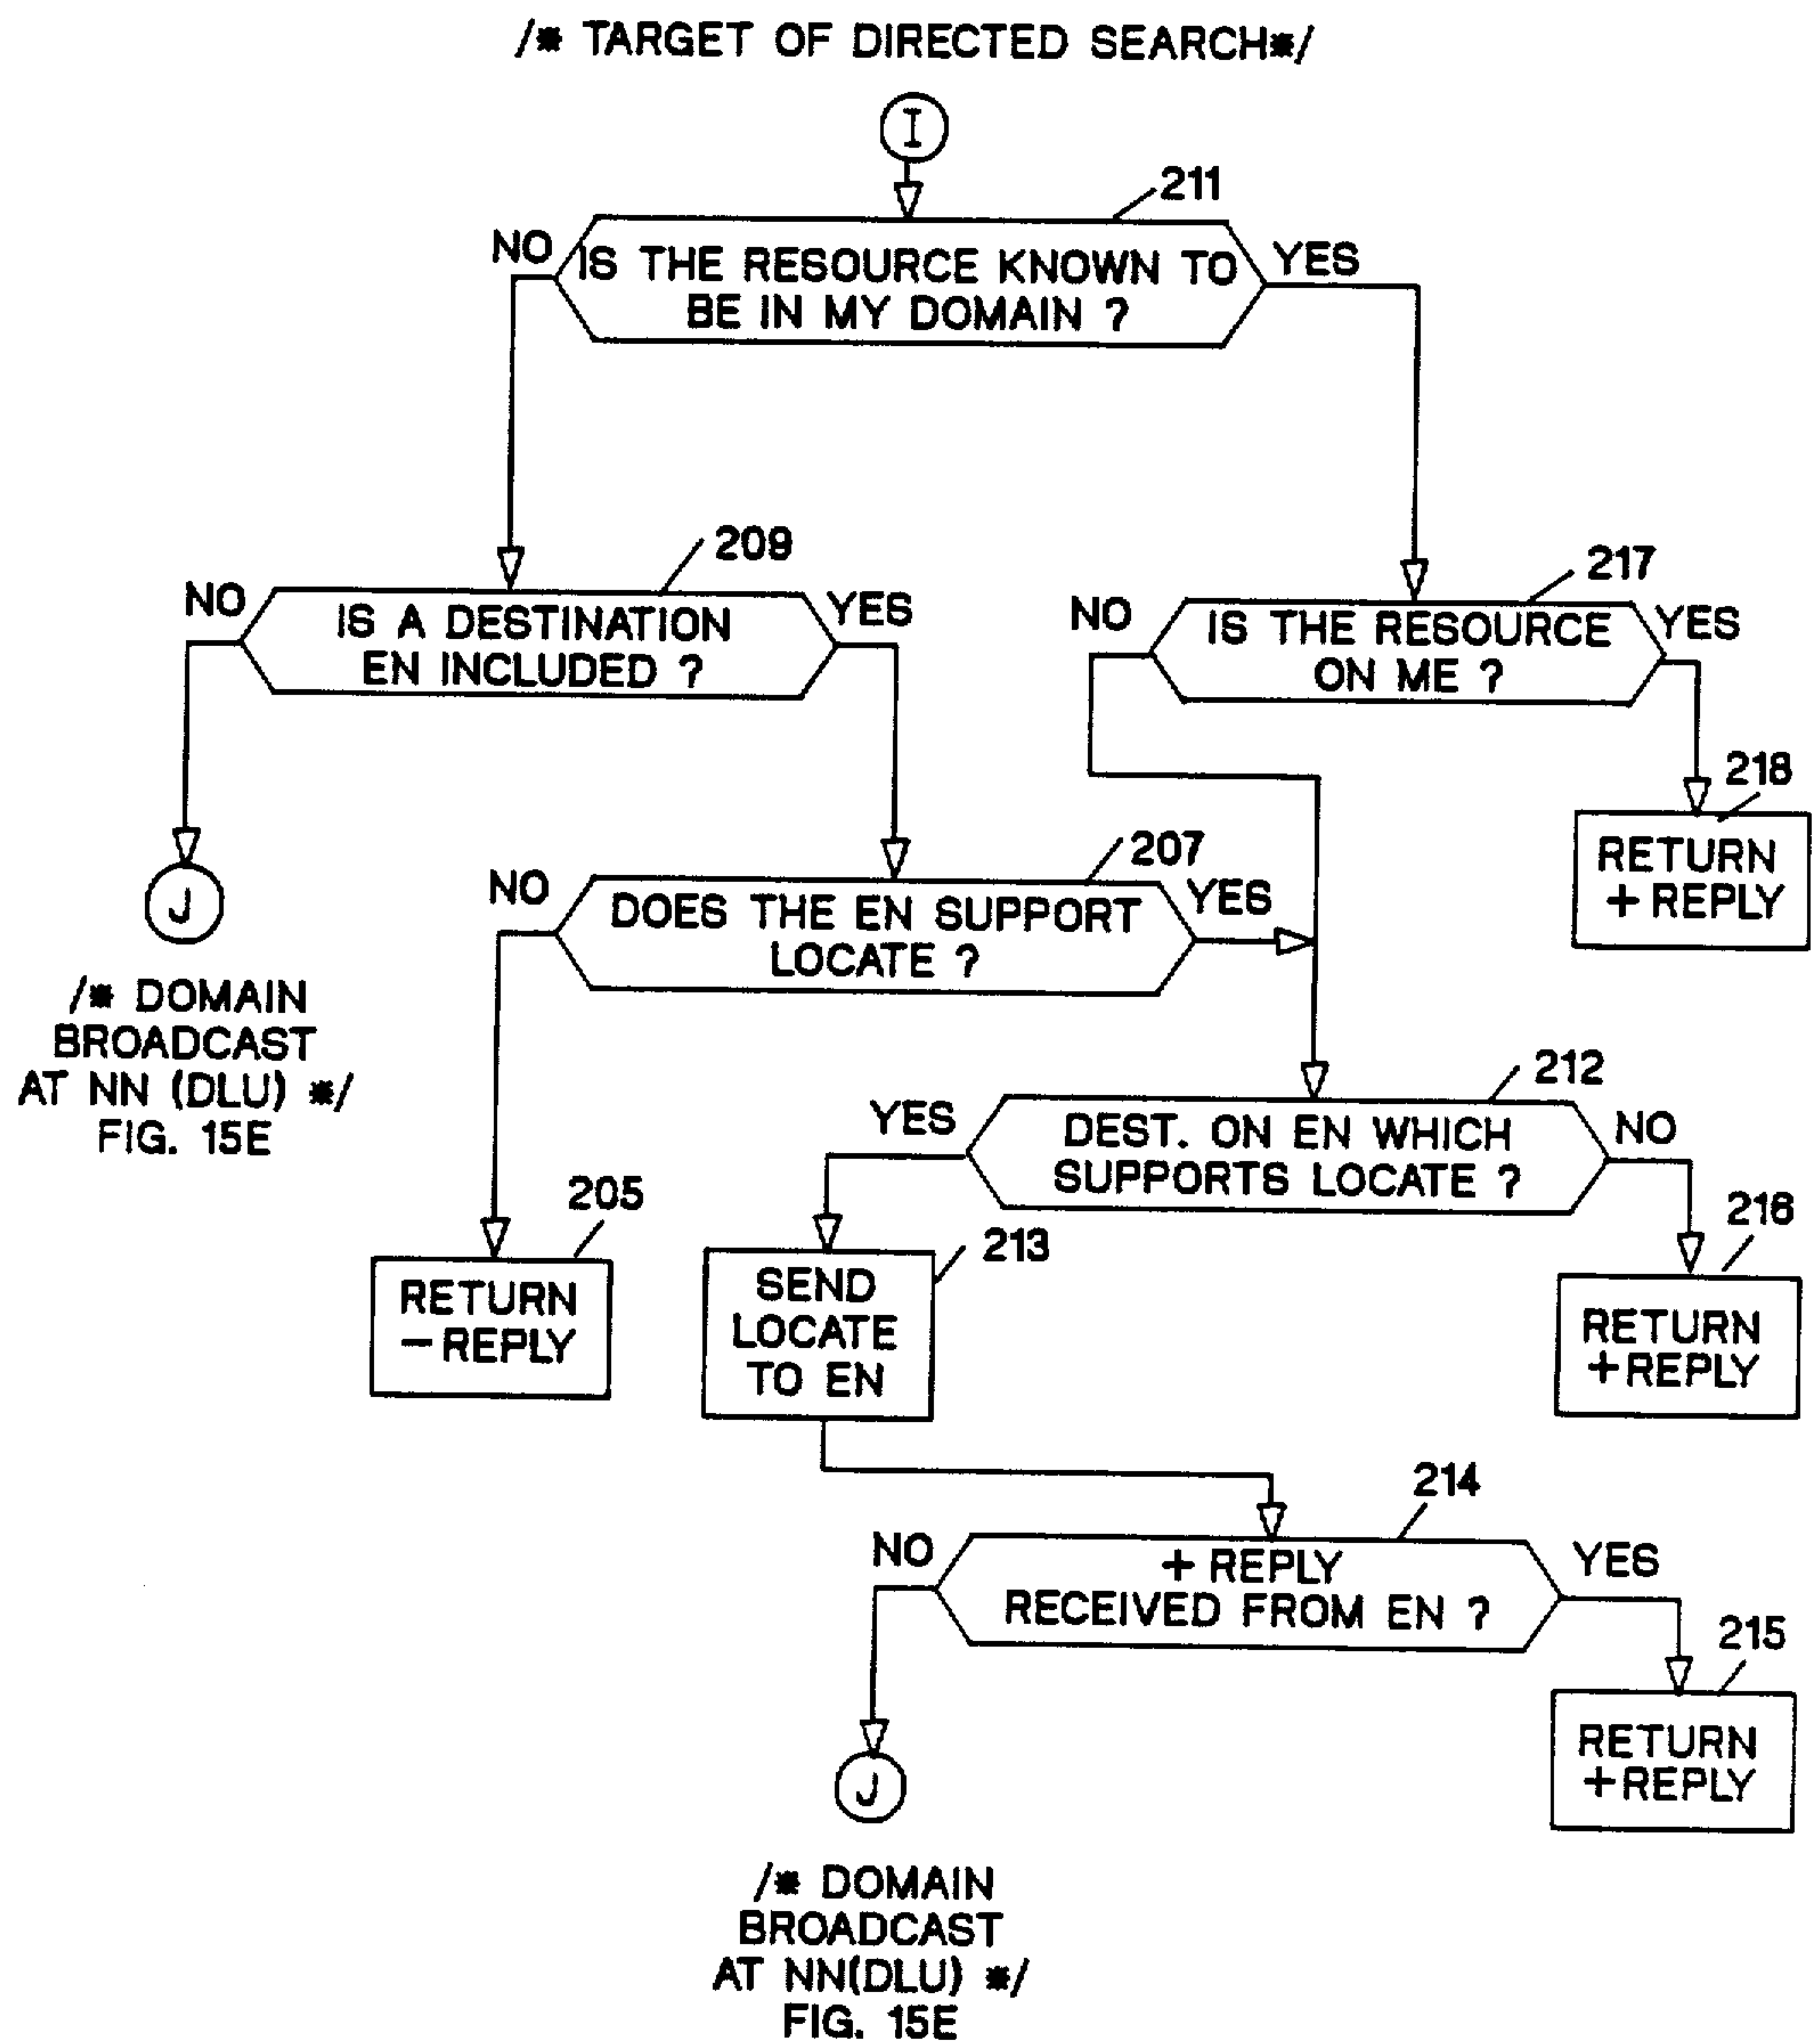 /* TARGET OF DIRECTED SEARCH*/
I
211
NO
IS THE RESOURCE KNOWN TO
BE IN MY DOMAIN ?
YES
209
NO
IS A DESTINATION
EN INCLUDED ?
YES
217
NO
IS THE RESOURCE
ON ME ?
YES
218
RETURN
+ REPLY
J
/* DOMAIN
BROADCAST
AT NN (DLU) */
FIG. 15E
207
NO
DOES THE EN SUPPORT
LOCATE ?
YES
212
YES
DEST. ON EN WHICH
SUPPORTS LOCATE ?
NO
205
RETURN
- REPLY
213
SEND
LOCATE
TO EN
216
RETURN
+REPLY
214
NO
+ REPLY
RECEIVED FROM EN ?
YES
215
RETURN
+REPLY
J
/* DOMAIN
BROADCAST
AT NN(DLU) */
FIG. 15E